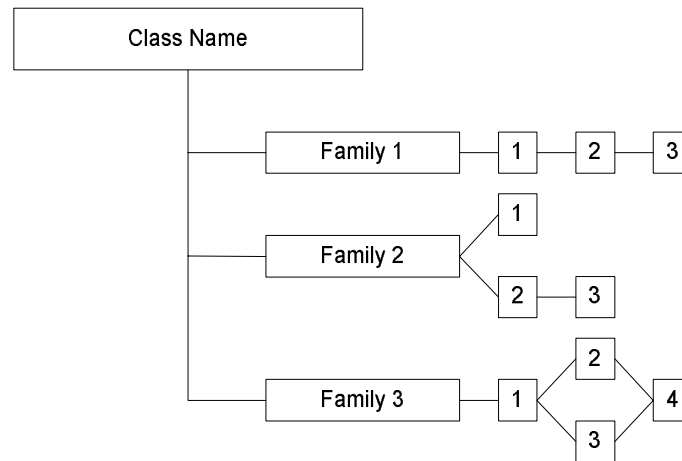 Class Name
Family 1 1 2 3
1
Family 2
2 3
2
Family 3 1 4
3